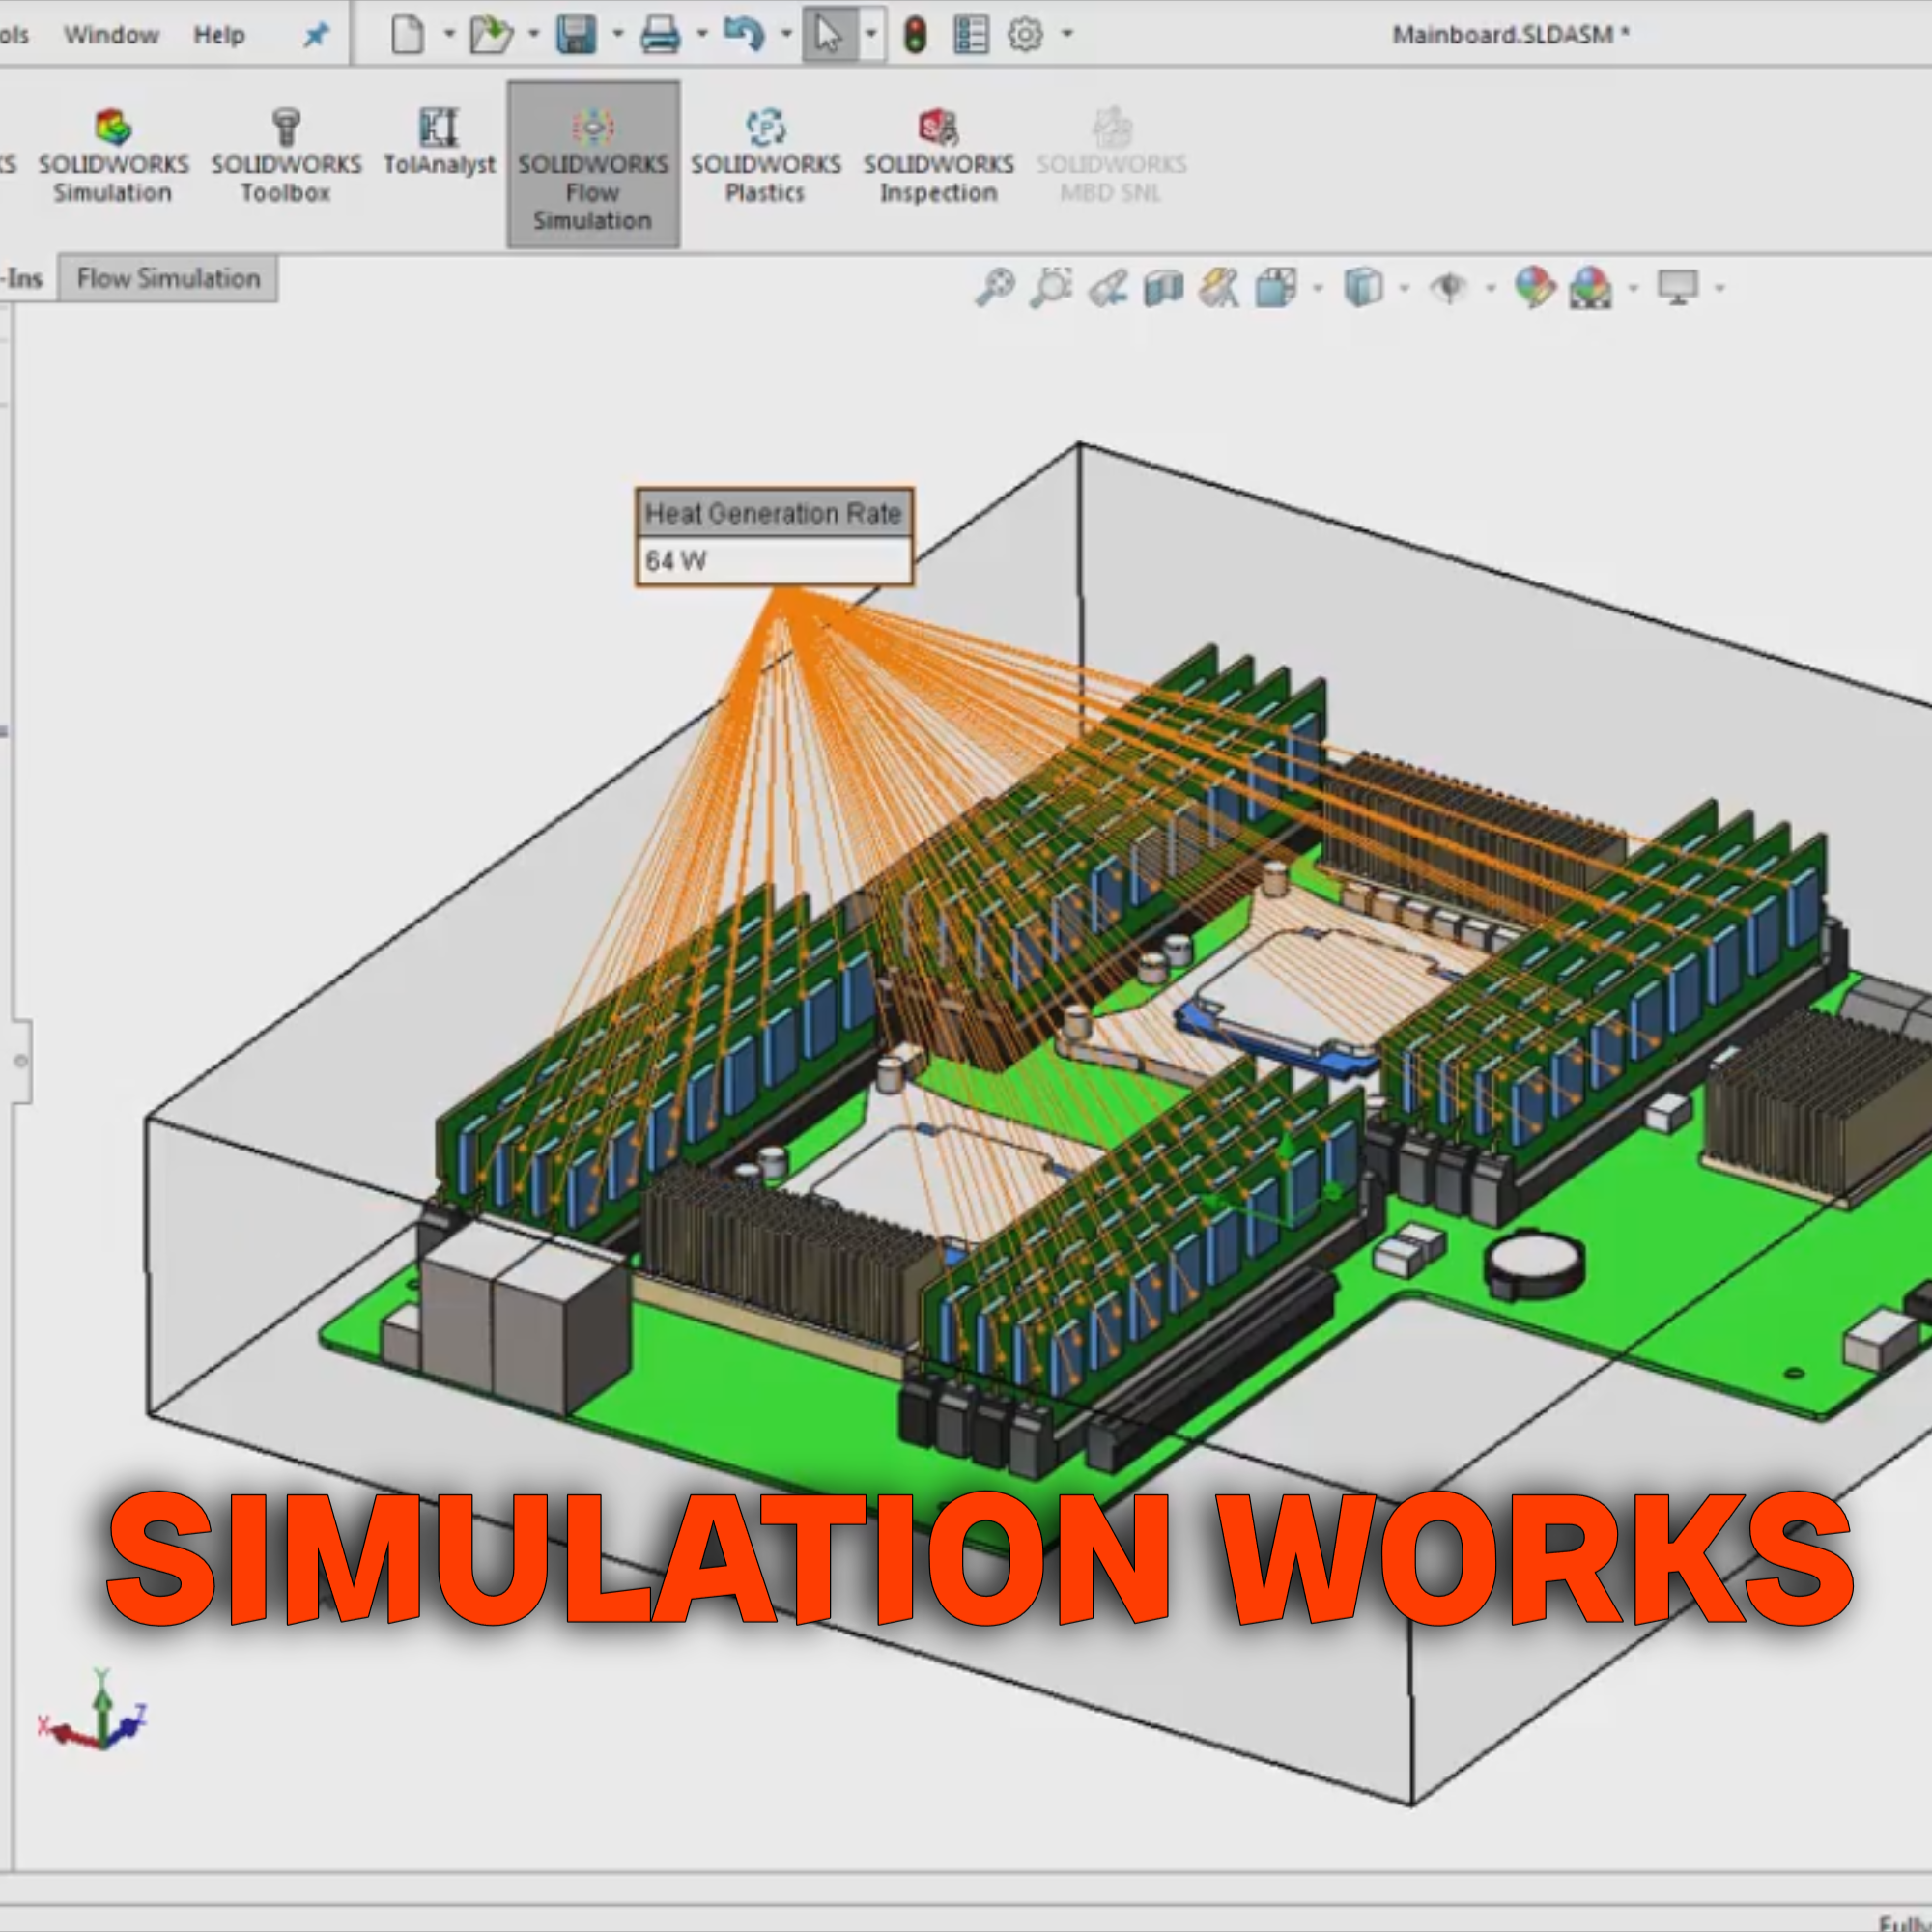 ols Window Help Mainboard.SLDASM *
KS SOLIDWORKS Simulation
SOLIDWORKS Toolbox
TolAnalyst
SOLIDWORKS Flow Simulation
SOLIDWORKS Plastics
SOLIDWORKS Inspection
SOLIDWORKS MBD SNL
-Ins Flow Simulation
Heat Generation Rate
64 W
SIMULATION WORKS
Y
X Z